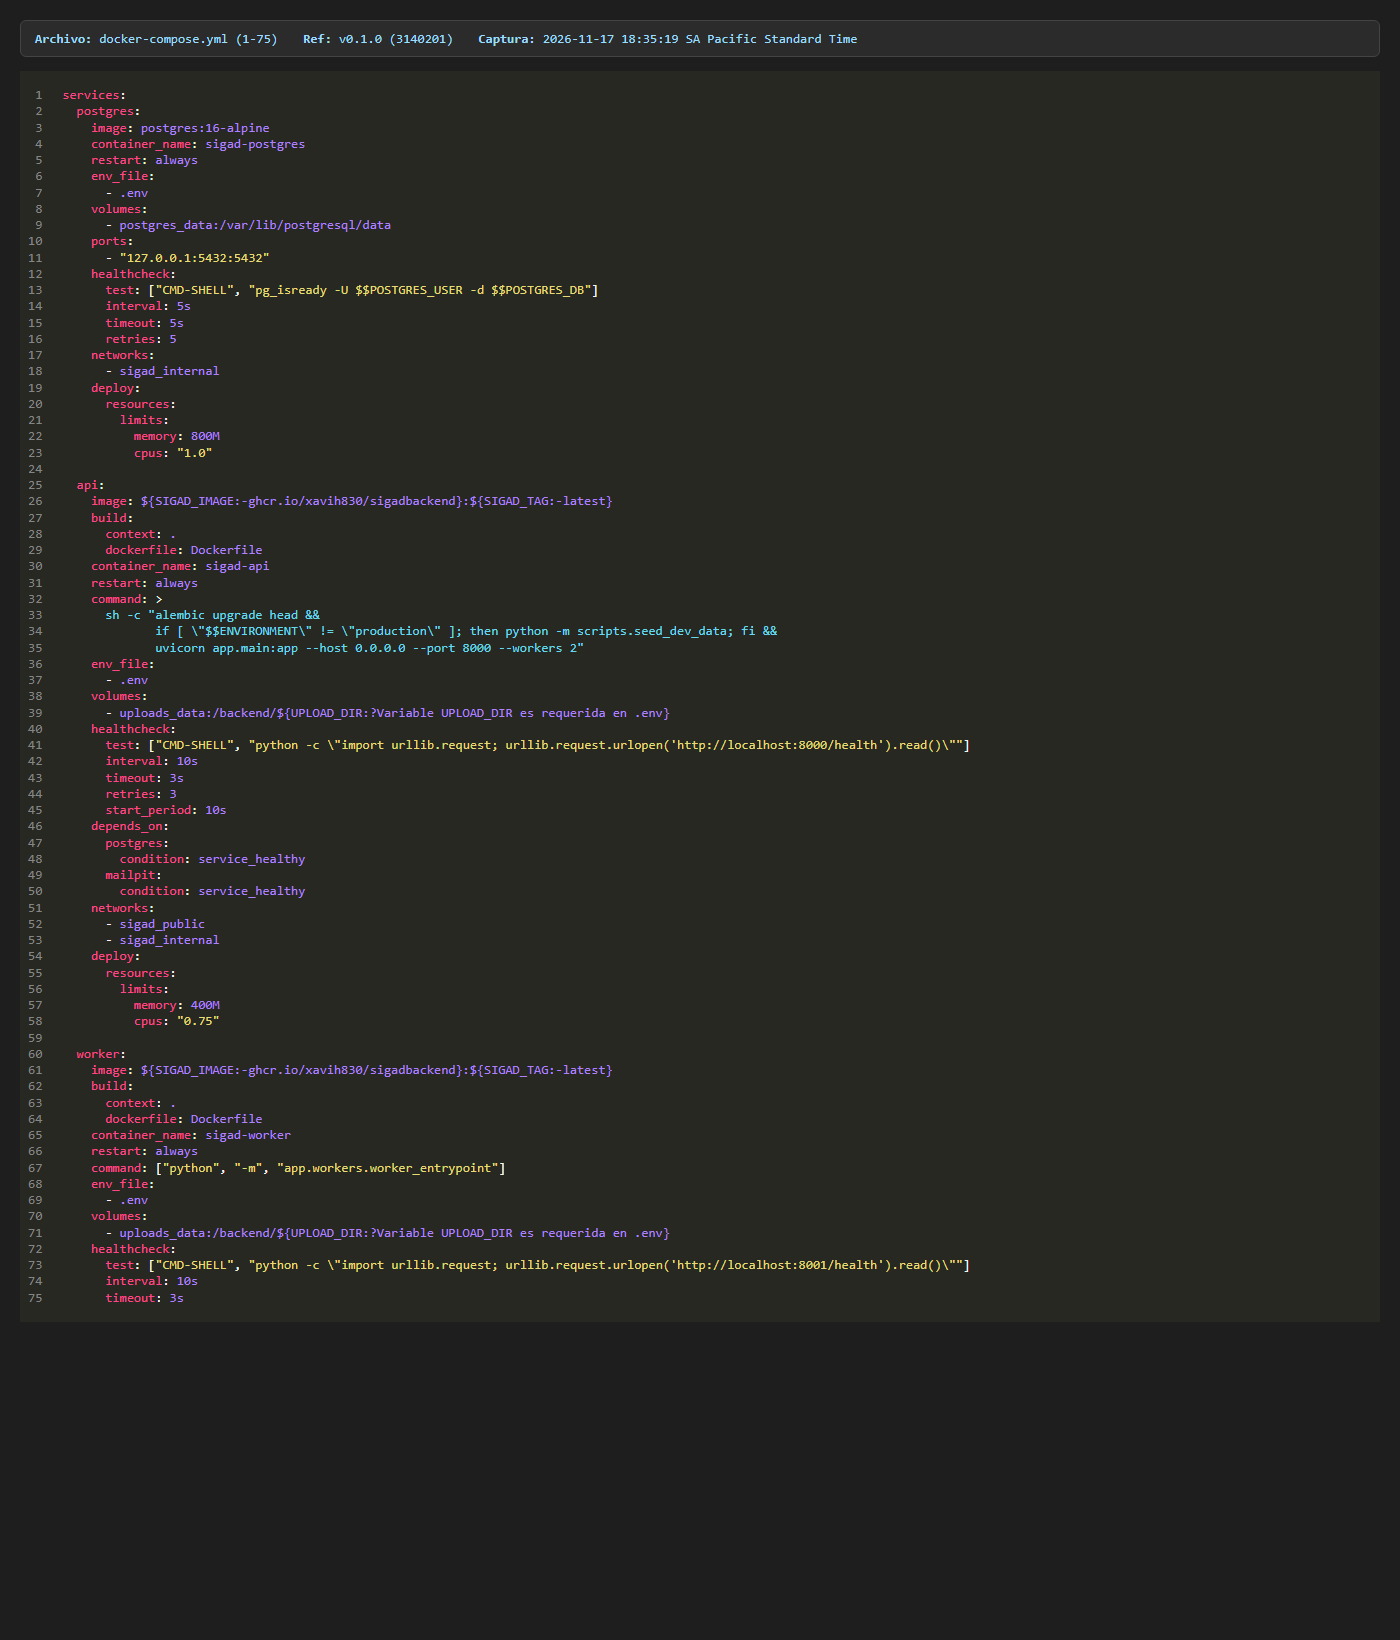 Archivo: docker-compose.yml (1-75) Ref: v0.1.0 (3140201) Captura: 2026-11-17 18:35:19 SA Pacific Standard Time
1 services:
2   postgres:
3     image: postgres:16-alpine
4     container_name: sigad-postgres
5     restart: always
6     env_file:
7       - .env
8     volumes:
9       - postgres_data:/var/lib/postgresql/data
10     ports:
11       - "127.0.0.1:5432:5432"
12     healthcheck:
13       test: ["CMD-SHELL", "pg_isready -U $$POSTGRES_USER -d $$POSTGRES_DB"]
14       interval: 5s
15       timeout: 5s
16       retries: 5
17     networks:
18       - sigad_internal
19     deploy:
20       resources:
21         limits:
22           memory: 800M
23           cpus: "1.0"
24
25   api:
26     image: ${SIGAD_IMAGE:-ghcr.io/xavih830/sigadbackend}:${SIGAD_TAG:-latest}
27     build:
28       context: .
29       dockerfile: Dockerfile
30     container_name: sigad-api
31     restart: always
32     command: >
33       sh -c "alembic upgrade head &&
34              if [ \"$$ENVIRONMENT\" != \"production\" ]; then python -m scripts.seed_dev_data; fi &&
35              uvicorn app.main:app --host 0.0.0.0 --port 8000 --workers 2"
36     env_file:
37       - .env
38     volumes:
39       - uploads_data:/backend/${UPLOAD_DIR:?Variable UPLOAD_DIR es requerida en .env}
40     healthcheck:
41       test: ["CMD-SHELL", "python -c \"import urllib.request; urllib.request.urlopen('http://localhost:8000/health').read()\""]
42       interval: 10s
43       timeout: 3s
44       retries: 3
45       start_period: 10s
46     depends_on:
47       postgres:
48         condition: service_healthy
49       mailpit:
50         condition: service_healthy
51     networks:
52       - sigad_public
53       - sigad_internal
54     deploy:
55       resources:
56         limits:
57           memory: 400M
58           cpus: "0.75"
59
60   worker:
61     image: ${SIGAD_IMAGE:-ghcr.io/xavih830/sigadbackend}:${SIGAD_TAG:-latest}
62     build:
63       context: .
64       dockerfile: Dockerfile
65     container_name: sigad-worker
66     restart: always
67     command: ["python", "-m", "app.workers.worker_entrypoint"]
68     env_file:
69       - .env
70     volumes:
71       - uploads_data:/backend/${UPLOAD_DIR:?Variable UPLOAD_DIR es requerida en .env}
72     healthcheck:
73       test: ["CMD-SHELL", "python -c \"import urllib.request; urllib.request.urlopen('http://localhost:8001/health').read()\""]
74       interval: 10s
75       timeout: 3s